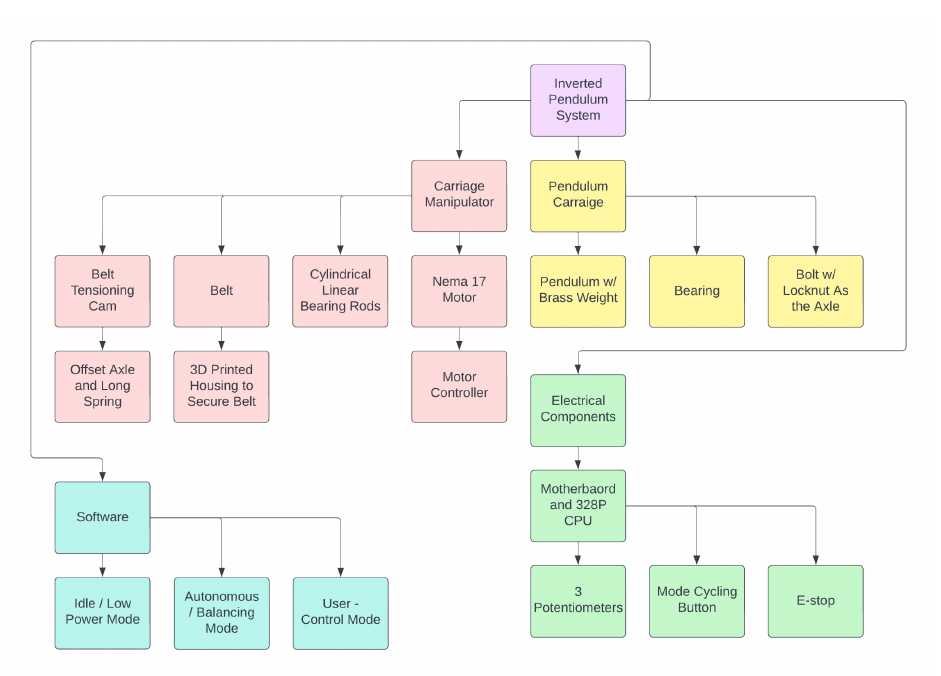 Inverted
Pendulum
System
Carriage
Manipulator
Pendulum
Carraige
Belt
Tensioning
Cam
Belt
Cylindrical
Linear
Bearing Rods
Nema 17
Motor
Pendulum w/
Brass Weight
Bearing
Bolt w/
Locknut As
the Axle
Offset Axle
and Long
Spring
3D Printed
Housing to
Secure Belt
Motor
Controller
Electrical
Components
Motherbaord
and 328P
CPU
Software
3
Potentiometers
Mode Cycling
Button
E-stop
Idle / Low
Power Mode
Autonomous
/ Balancing
Mode
User -
Control Mode